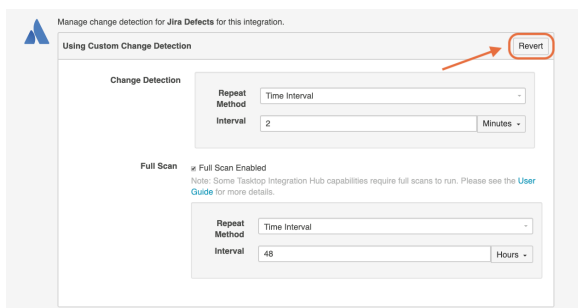 Manage change detection for Jira Defects for this integration.
Using Custom Change Detection
Revert
Change Detection
Repeat Method
Time Interval
Interval
2
Minutes
Full Scan
Full Scan Enabled
Note: Some Tasktop Integration Hub capabilities require full scans to run. Please see the User
Guide for more details.
Repeat Method
Time Interval
Interval
48
Hours